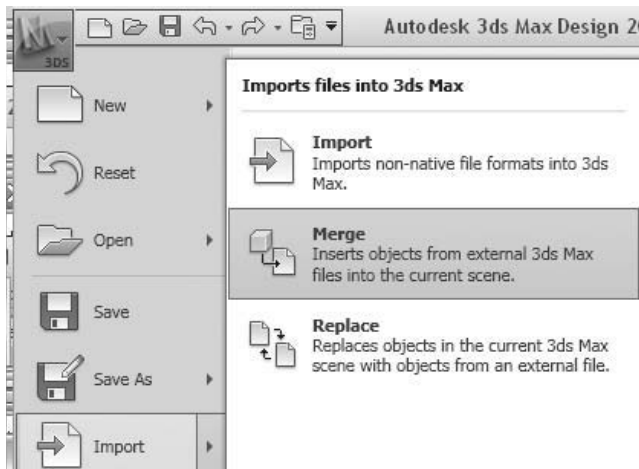 Autodesk 3ds Max Design 2
3DS
New
Reset
Open
Save
Save As
Import
Imports files into 3ds Max
Import
Imports non-native file formats into 3ds
Max.
Merge
Inserts objects from external 3ds Max
files into the current scene.
Replace
Replaces objects in the current 3ds Max
scene with objects from an external file.